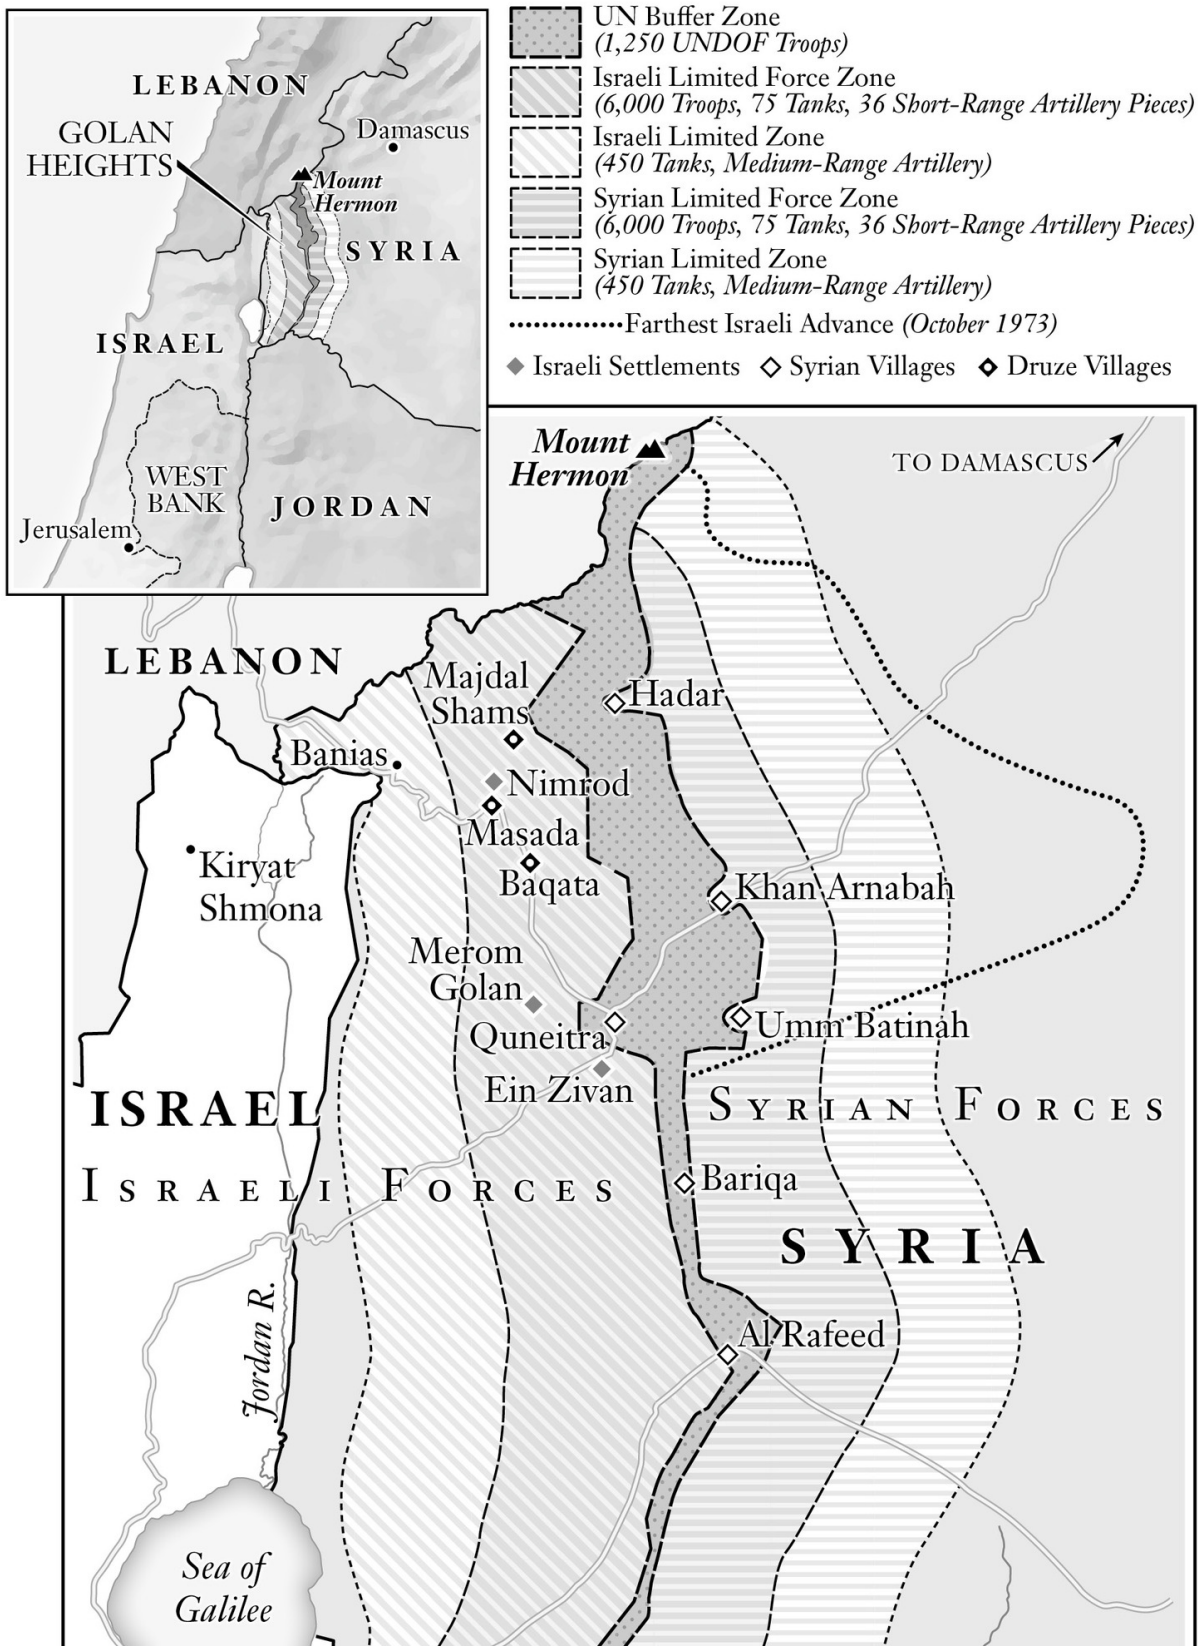 LEBANON
GOLAN
HEIGHTS
Damascus
Mount
Hermon
SYRIA
ISRAEL
WEST
BANK
JORDAN
Jerusalem
UN Buffer Zone
(1,250 UNDOF Troops)
Israeli Limited Force Zone
(6,000 Troops, 75 Tanks, 36 Short-Range Artillery Pieces)
Israeli Limited Zone
(450 Tanks, Medium-Range Artillery)
Syrian Limited Force Zone
(6,000 Troops, 75 Tanks, 36 Short-Range Artillery Pieces)
Syrian Limited Zone
(450 Tanks, Medium-Range Artillery)
Farthest Israeli Advance (October 1973)
Israeli Settlements
Syrian Villages
Druze Villages
Mount
Hermon
TO DAMASCUS
LEBANON
Majdal
Shams
Hadar
Banias
Nimrod
Masada
Kiryat
Shmona
Baqata
Khan Arnabah
Merom
Golan
Quneitra
Umm Batinah
Ein Zivan
ISRAEL
SYRIAN FORCES
ISRAELI FORCES
Bariqa
SYRIA
Jordan R.
Al Rafeed
Sea of
Galilee